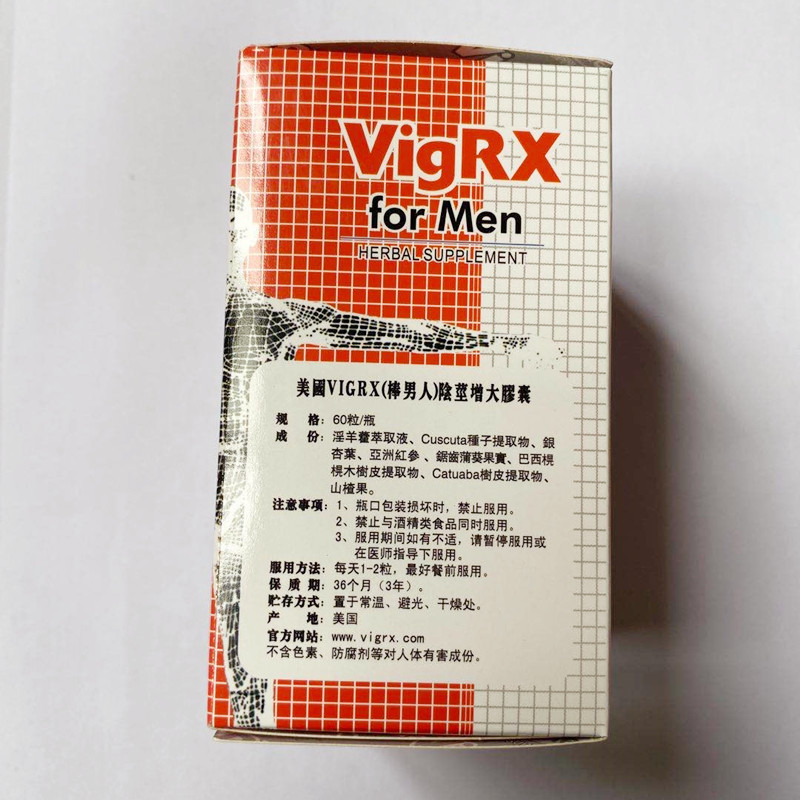 VigRX
for Men
HERBAL SUPPLEMENT
美國VIGRX(棒男人)陰莖增大膠囊
规　格：60粒/瓶
成　份：淫羊藿萃取液、Cuscuta種子提取物、銀
杏葉、亞洲紅參、鋸齒蒲葵果實、巴西榥
榥木樹皮提取物、Catuaba樹皮提取物、
山楂果。
注意事項：1、瓶口包装损坏时，禁止服用。
2、禁止与酒精类食品同时服用。
3、服用期间如有不适，请暂停服用或
在医师指导下服用。
服用方法：每天1-2粒，最好餐前服用。
保 质 期：36个月（3年）。
贮存方式：置于常温、避光、干燥处。
产　地：美国
官方网站：www.vigrx.com
不含色素、防腐剂等对人体有害成份。